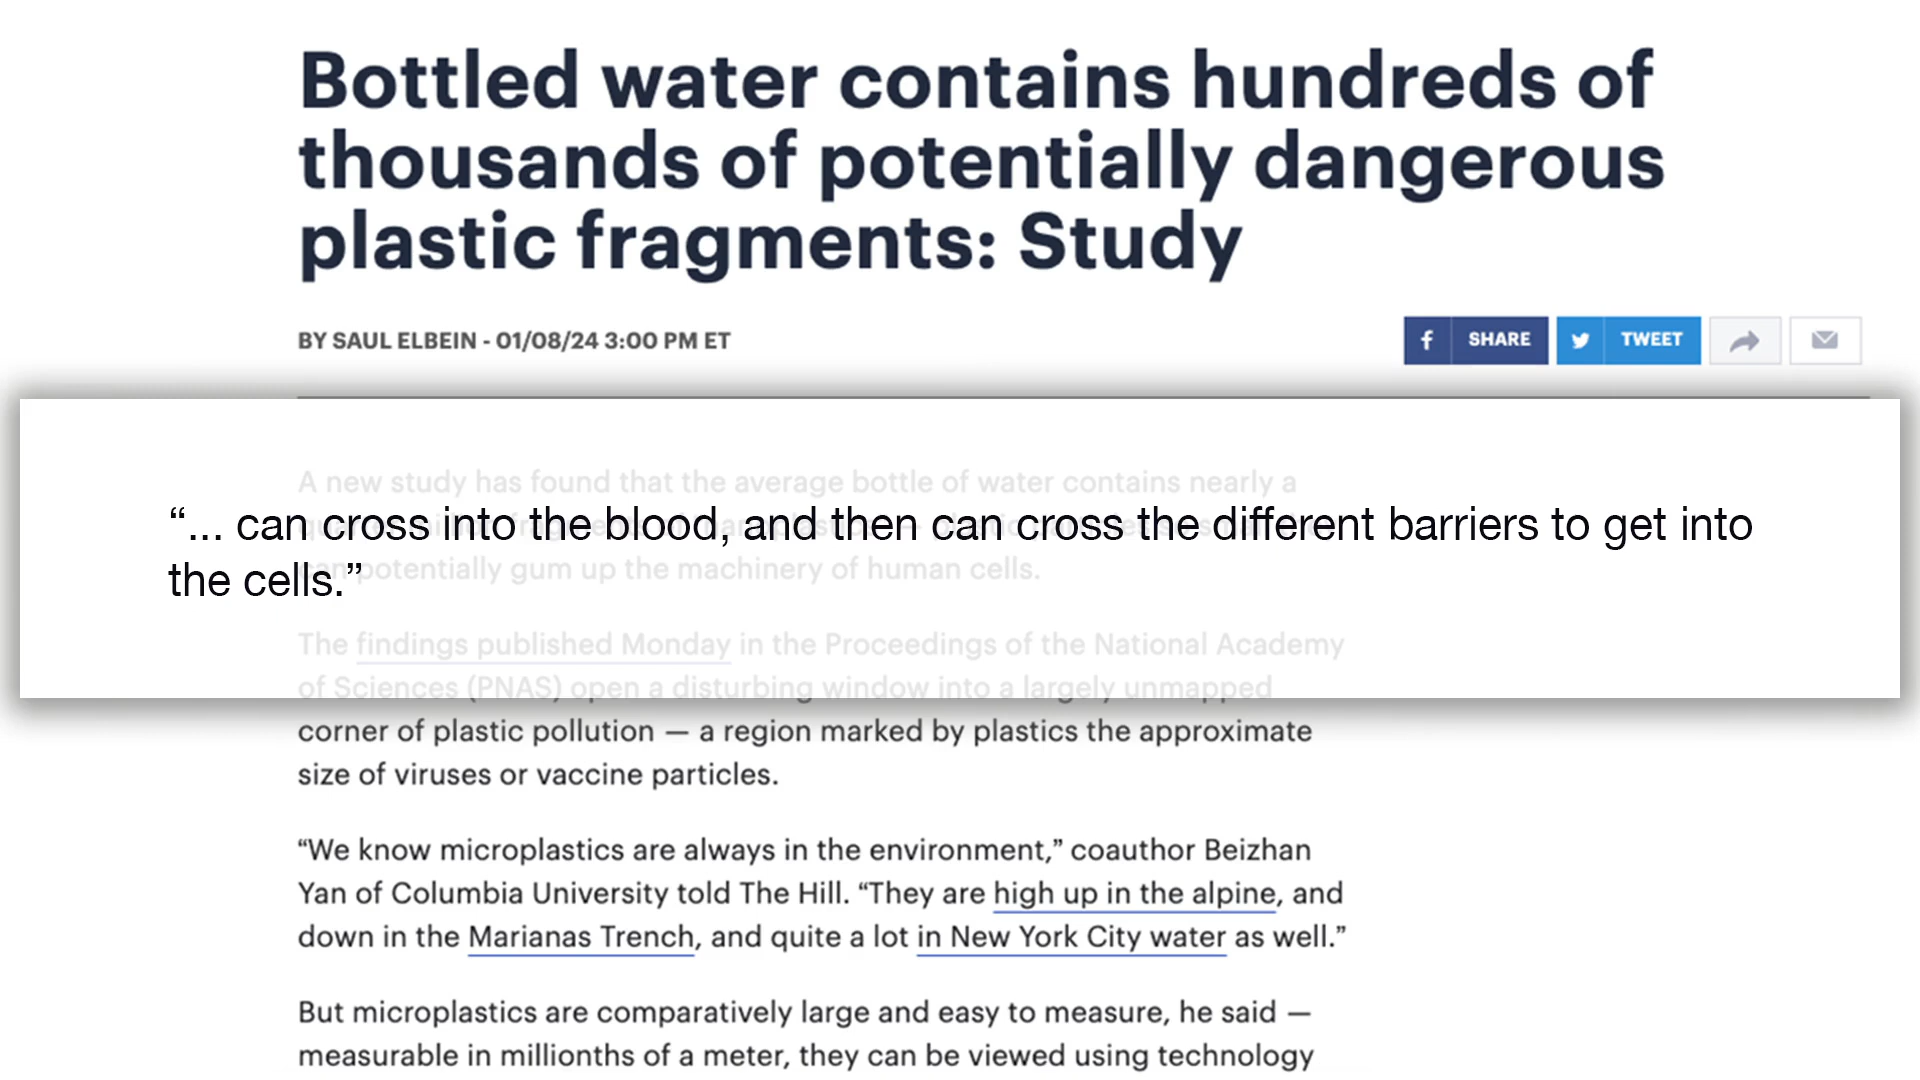 Bottled water contains hundreds of
thousands of potentially dangerous
plastic fragments: Study
BY SAUL ELBEIN - 01/08/24 3:00 PM ET
SHARE
TWEET
A new study has found that the average bottle of water contains nearly a
“... can cross into the blood, and then can cross the different barriers to get into
can potentially gum up the machinery of human cells.
the cells.”
The findings published Monday in the Proceedings of the National Academy
of Sciences (PNAS) open a disturbing window into a largely unmapped
corner of plastic pollution — a region marked by plastics the approximate
size of viruses or vaccine particles.
“We know microplastics are always in the environment,” coauthor Beizhan
Yan of Columbia University told The Hill. “They are high up in the alpine, and
down in the Marianas Trench, and quite a lot in New York City water as well.”
But microplastics are comparatively large and easy to measure, he said —
measurable in millionths of a meter, they can be viewed using technology